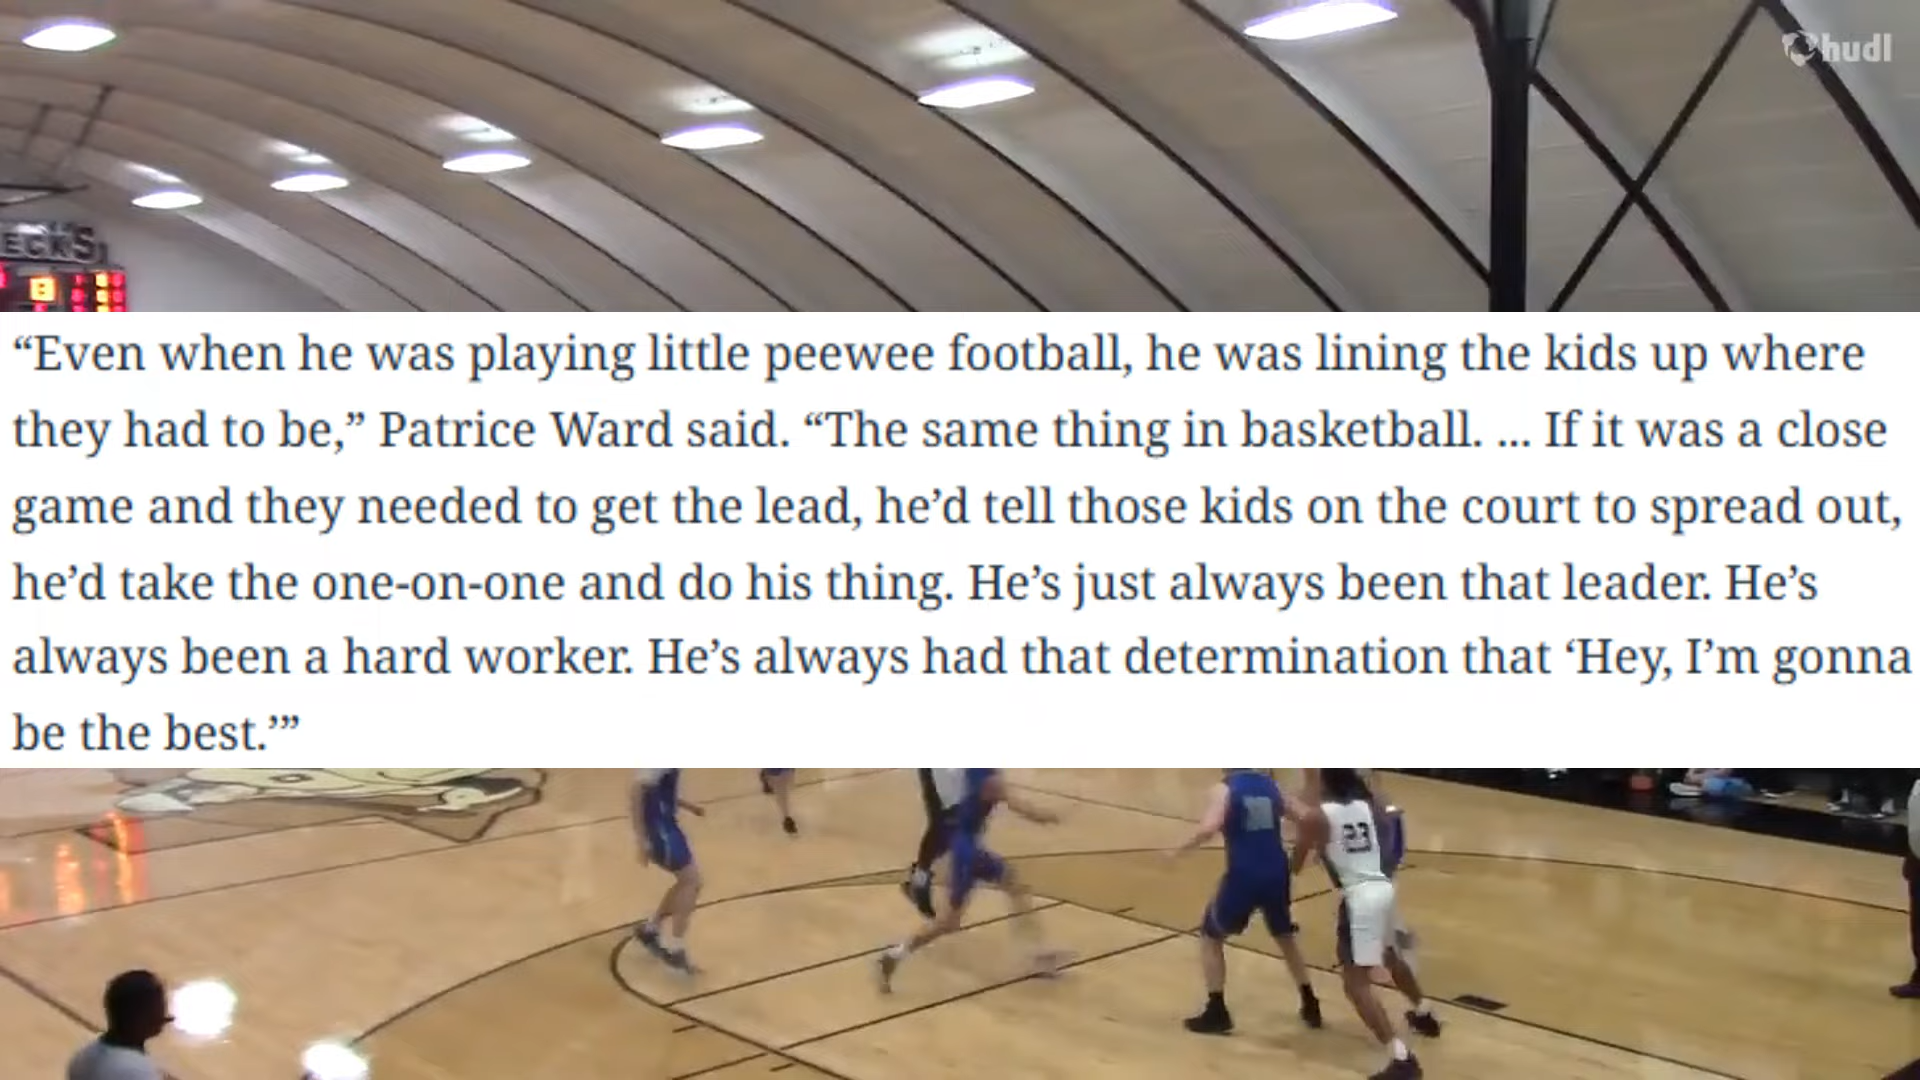 hudl
ECKS
“Even when he was playing little peewee football, he was lining the kids up where
they had to be,” Patrice Ward said. “The same thing in basketball. ... If it was a close
game and they needed to get the lead, he’d tell those kids on the court to spread out,
he’d take the one-on-one and do his thing. He’s just always been that leader. He’s
always been a hard worker. He’s always had that determination that ‘Hey, I’m gonna
be the best.’”
23